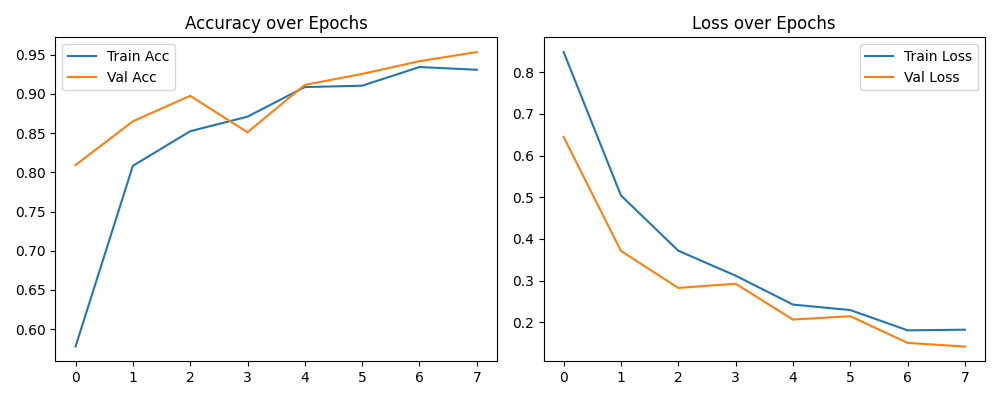 Accuracy over Epochs
Train Acc
Val Acc
0.95
0.90
0.85
0.80
0.75
0.70
0.65
0.60
0 1 2 3 4 5 6 7
Loss over Epochs
Train Loss
Val Loss
0.8
0.7
0.6
0.5
0.4
0.3
0.2
0 1 2 3 4 5 6 7